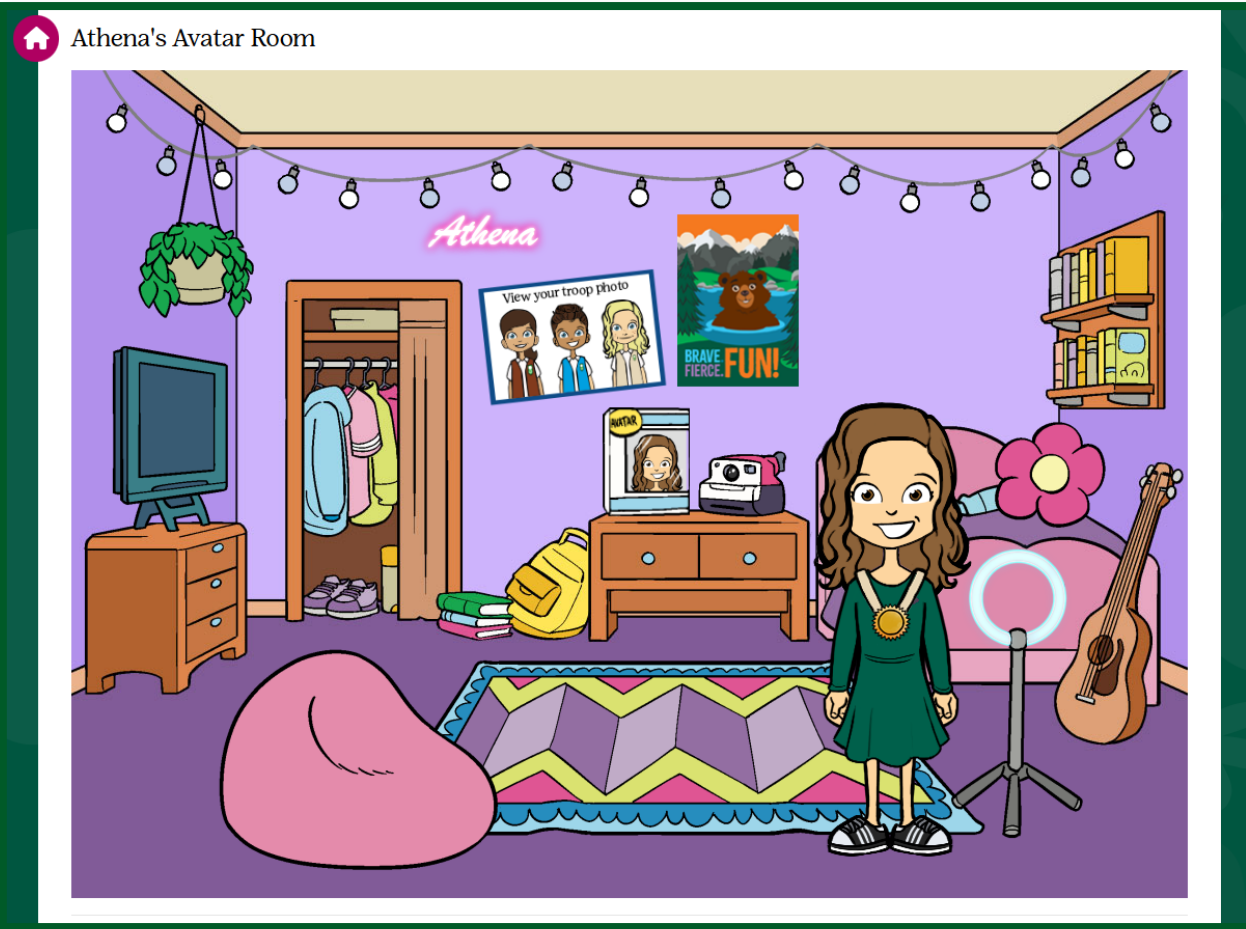 Athena's Avatar Room
Athena
View your troop photo
BRAVE.
FIERCE.
FUN!
AVATAR